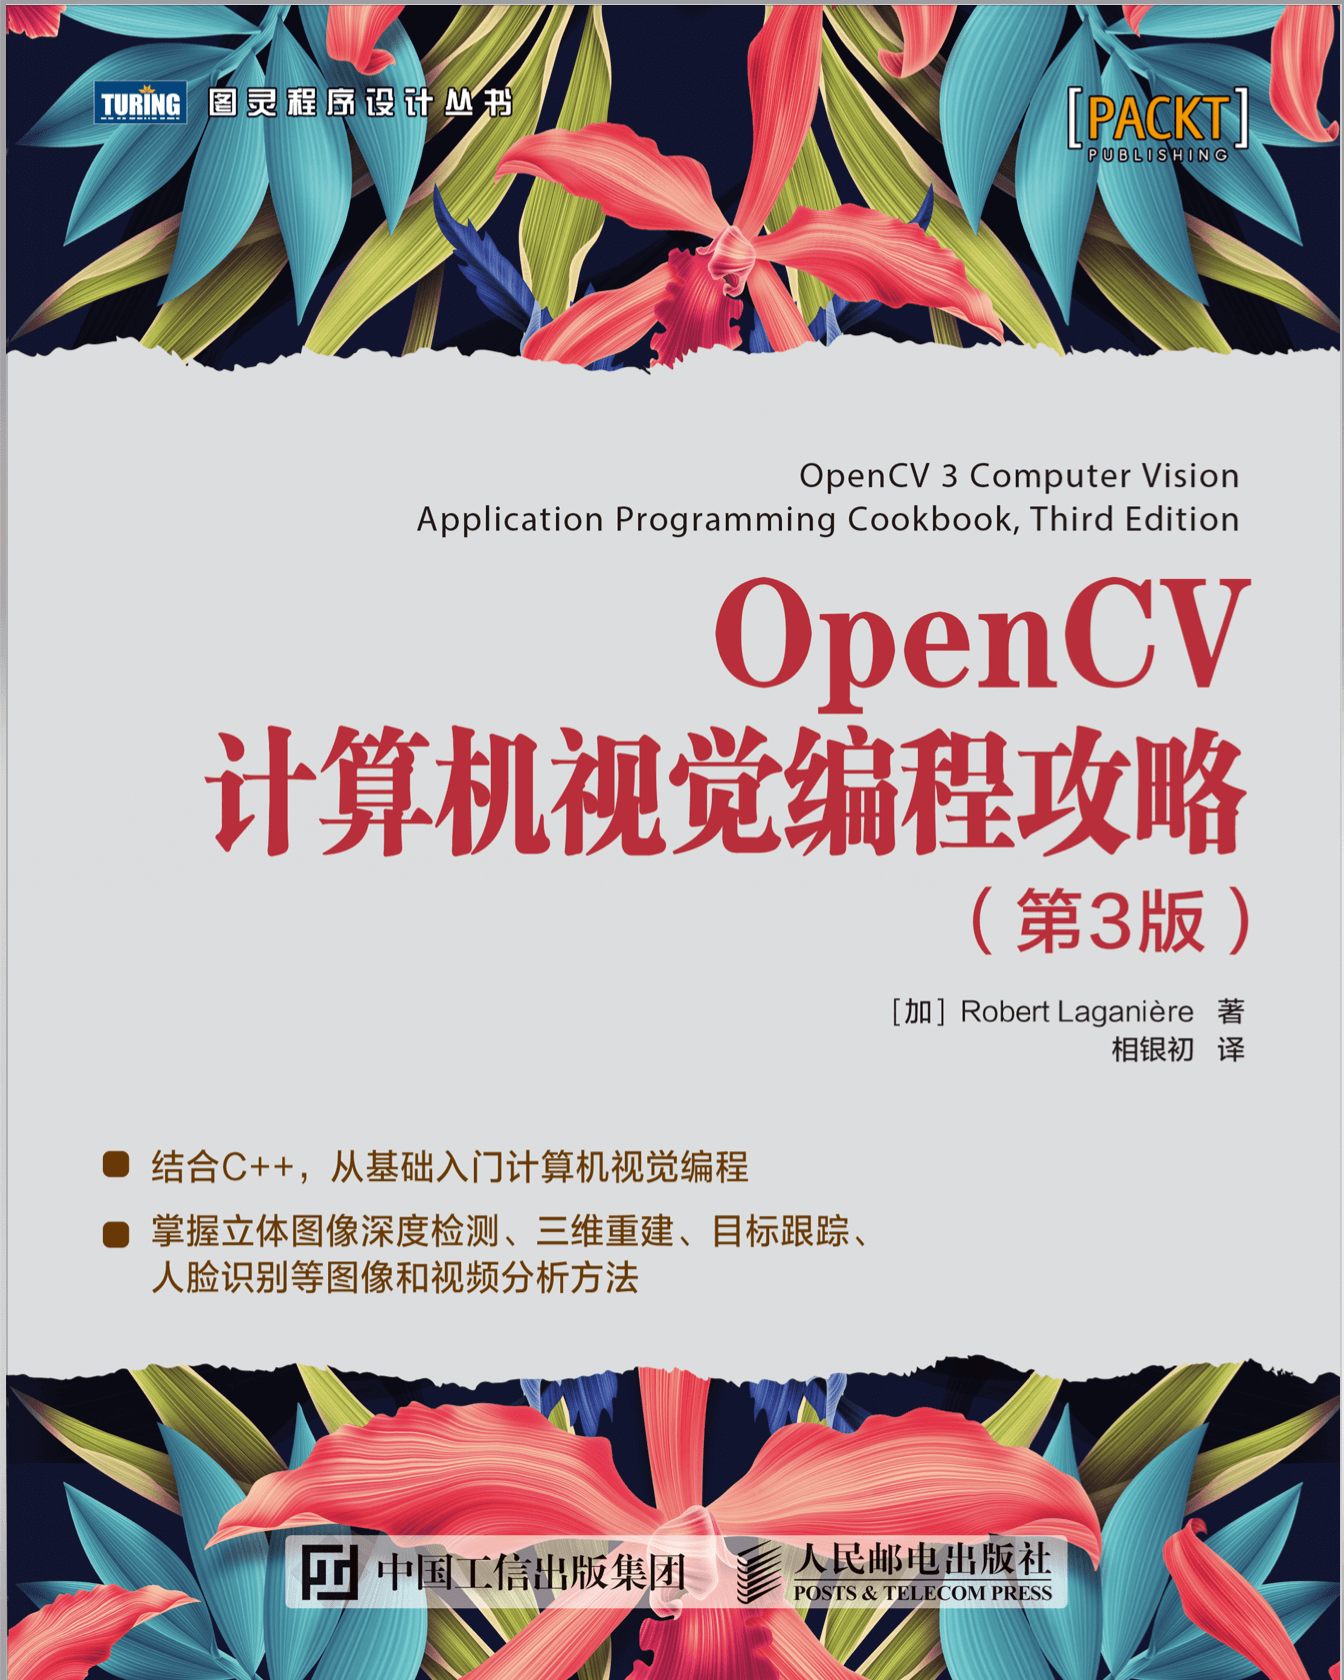 TURING 图灵程序设计丛书
[PACKT]
PUBLISHING
OpenCV 3 Computer Vision
Application Programming Cookbook, Third Edition
OpenCV
计算机视觉编程攻略
（第3版）
[加] Robert Laganière 著
相银初 译
结合C++，从基础入门计算机视觉编程
掌握立体图像深度检测、三维重建、目标跟踪、
人脸识别等图像和视频分析方法
中国工信出版集团
人民邮电出版社
POSTS & TELECOM PRESS